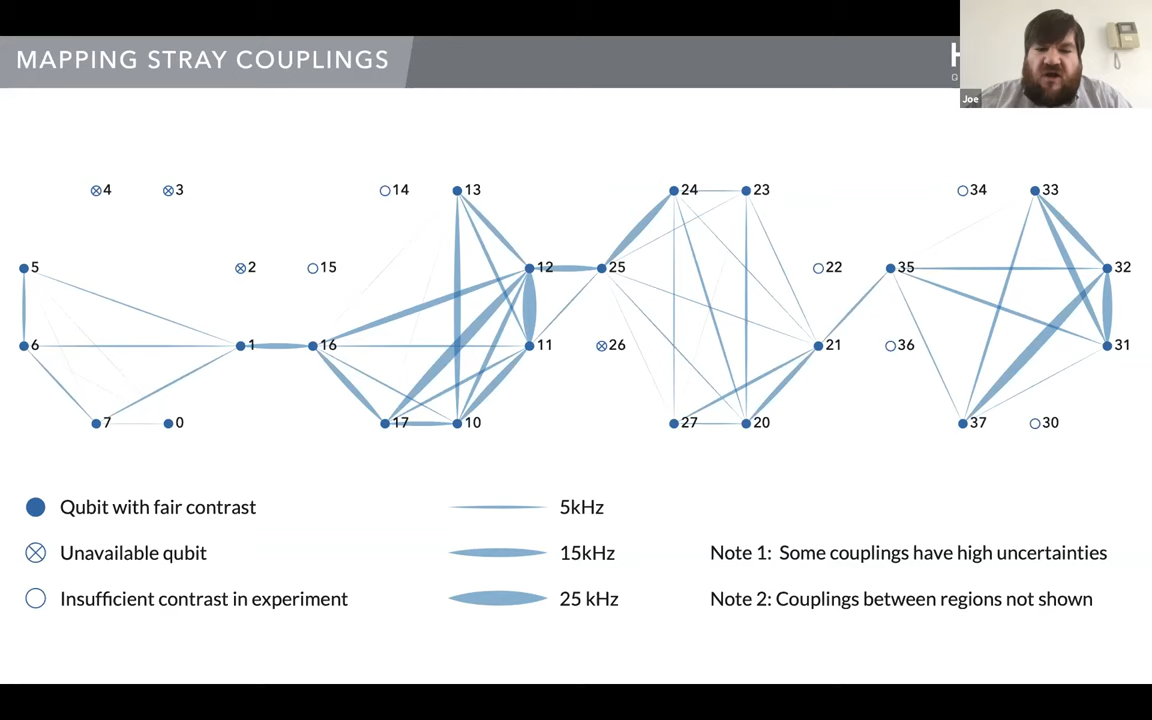 MAPPING STRAY COUPLINGS
H
Q
Joe
4
3
14
13
24
23
34
33
5
2
15
12
25
22
35
32
6
1
16
11
26
21
36
31
7
0
17
10
27
20
37
30
Qubit with fair contrast
5kHz
Unavailable qubit
15kHz
Note 1: Some couplings have high uncertainties
Insufficient contrast in experiment
25 kHz
Note 2: Couplings between regions not shown